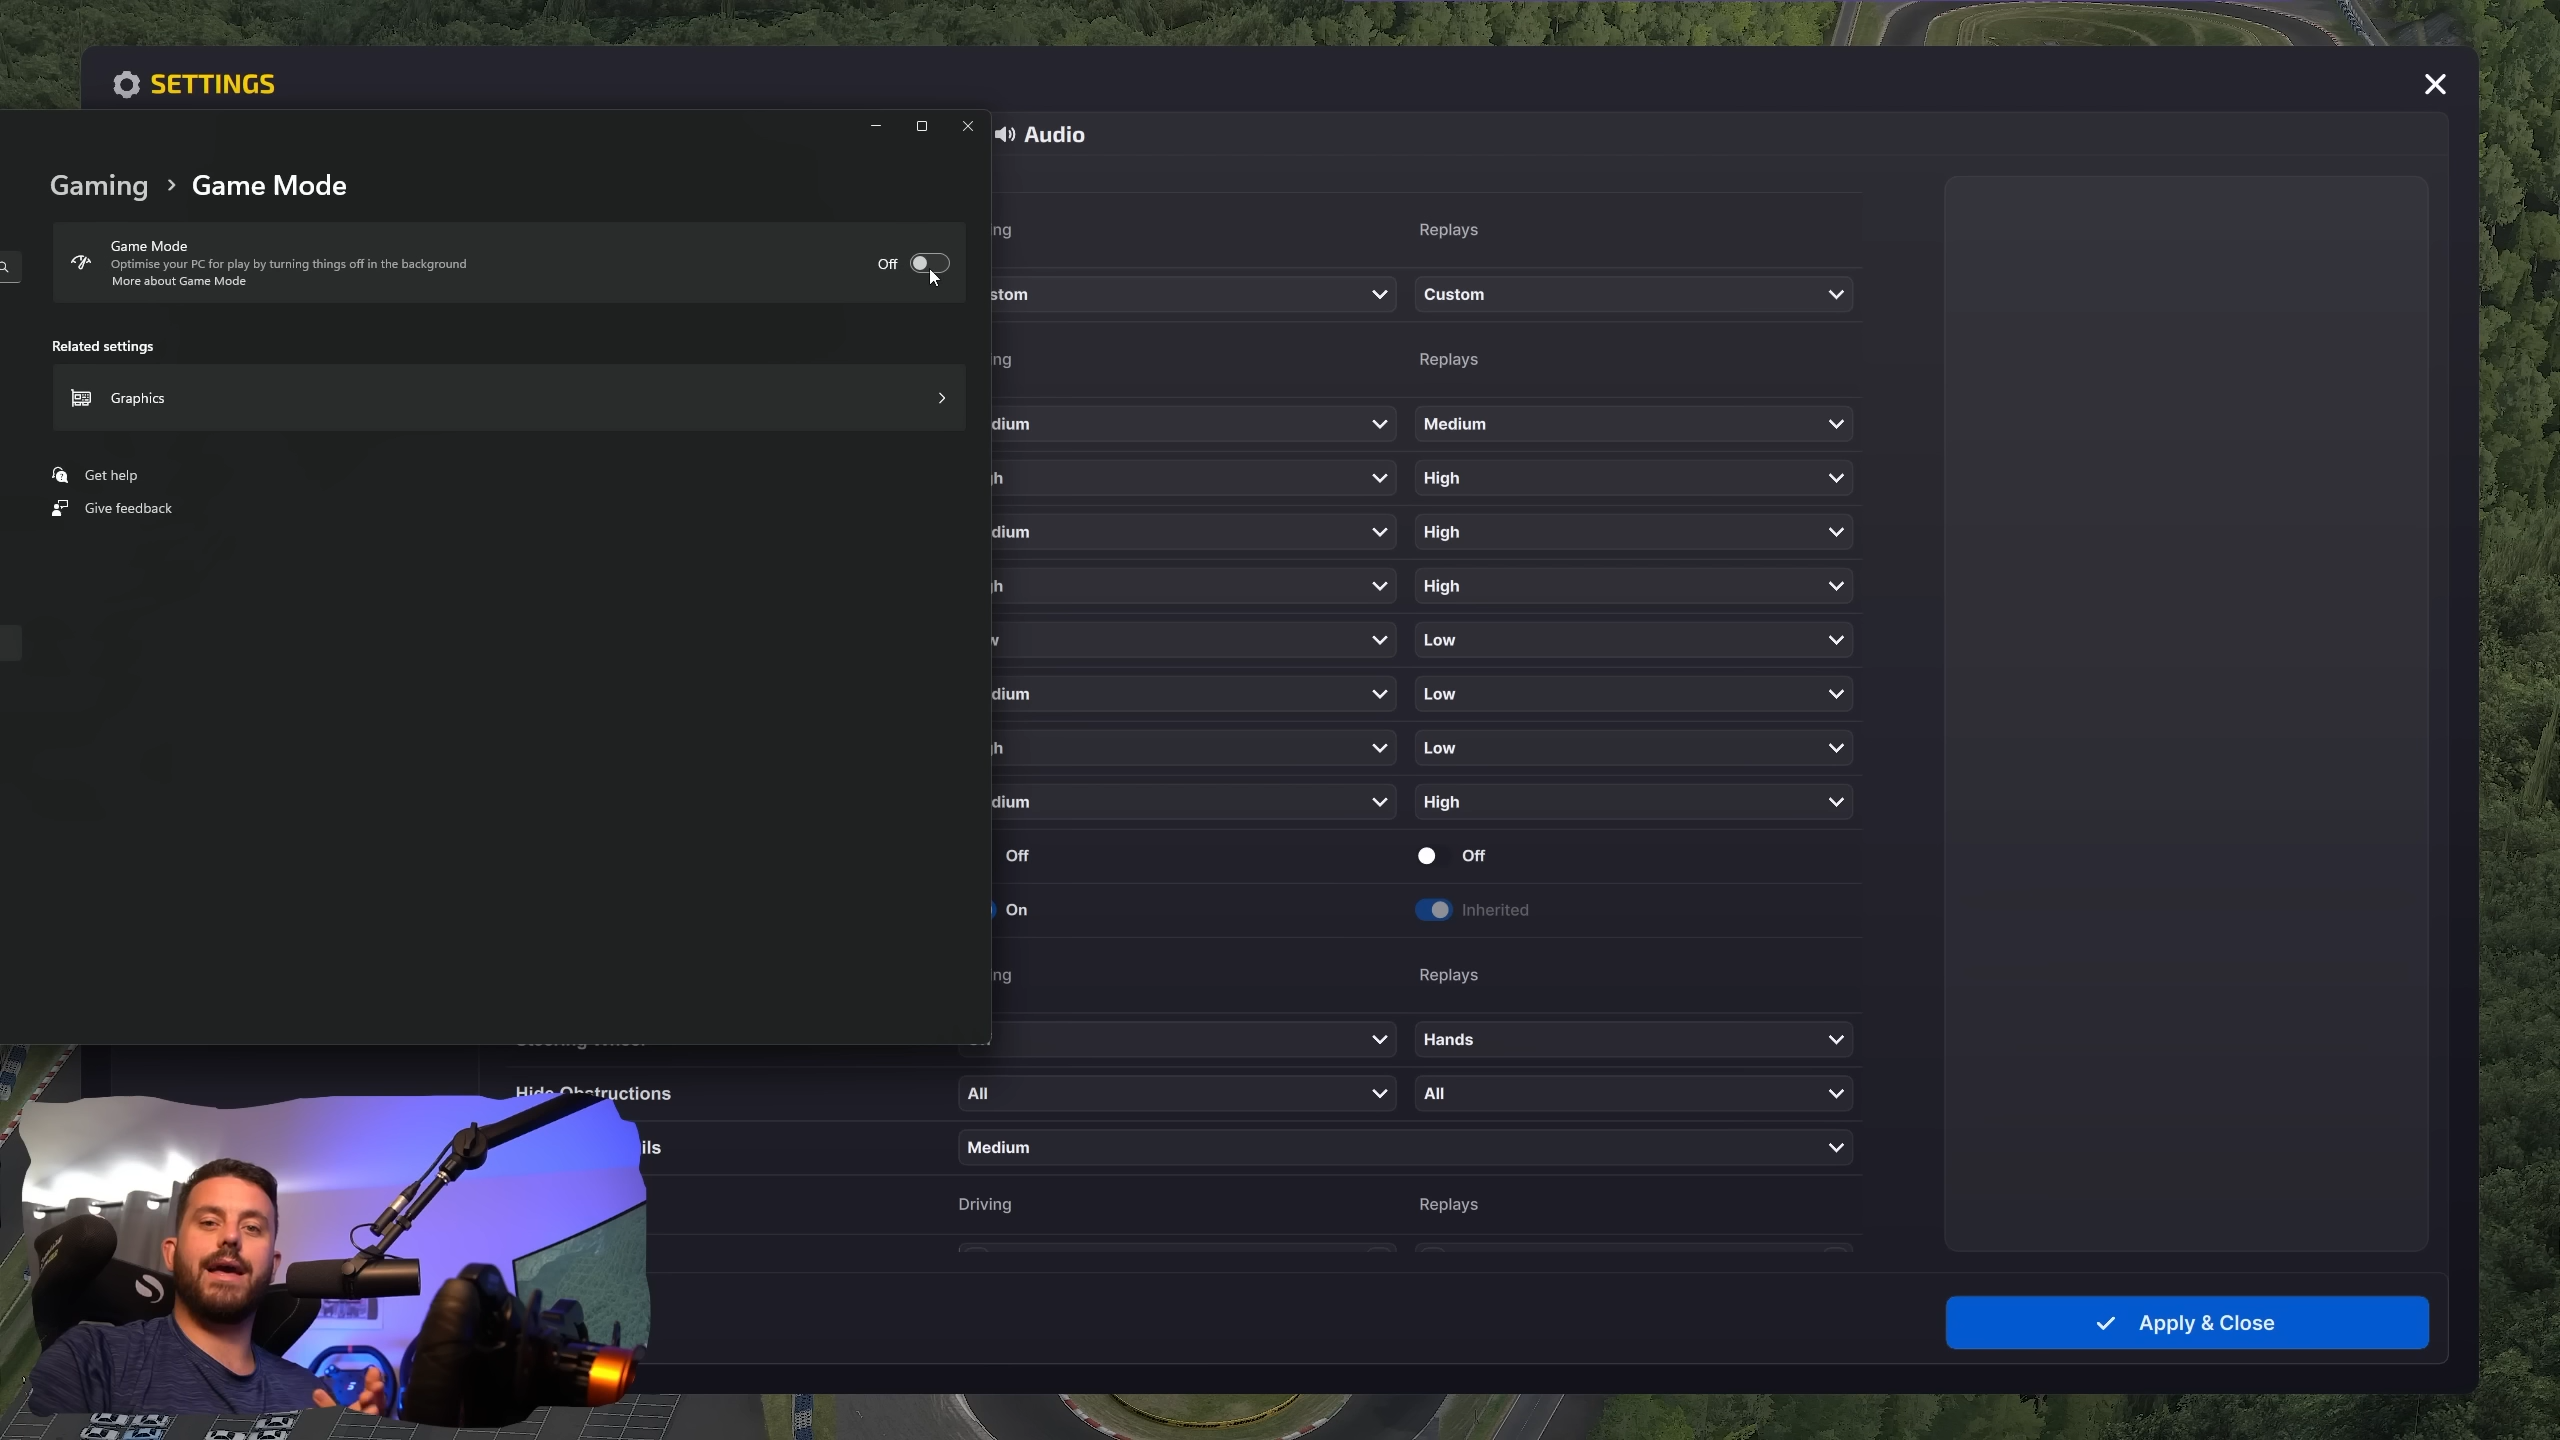 SETTINGS
Audio
Gaming > Game Mode
Game Mode
Optimise your PC for play by turning things off in the background
More about Game Mode
Off
Related settings
Graphics
Get help
Give feedback
Replays
Custom
Replays
Medium
High
High
High
Low
Low
Low
High
Off Off
On Inherited
Replays
Hands
Hide Obstructions All All
Medium
Driving Replays
Apply & Close